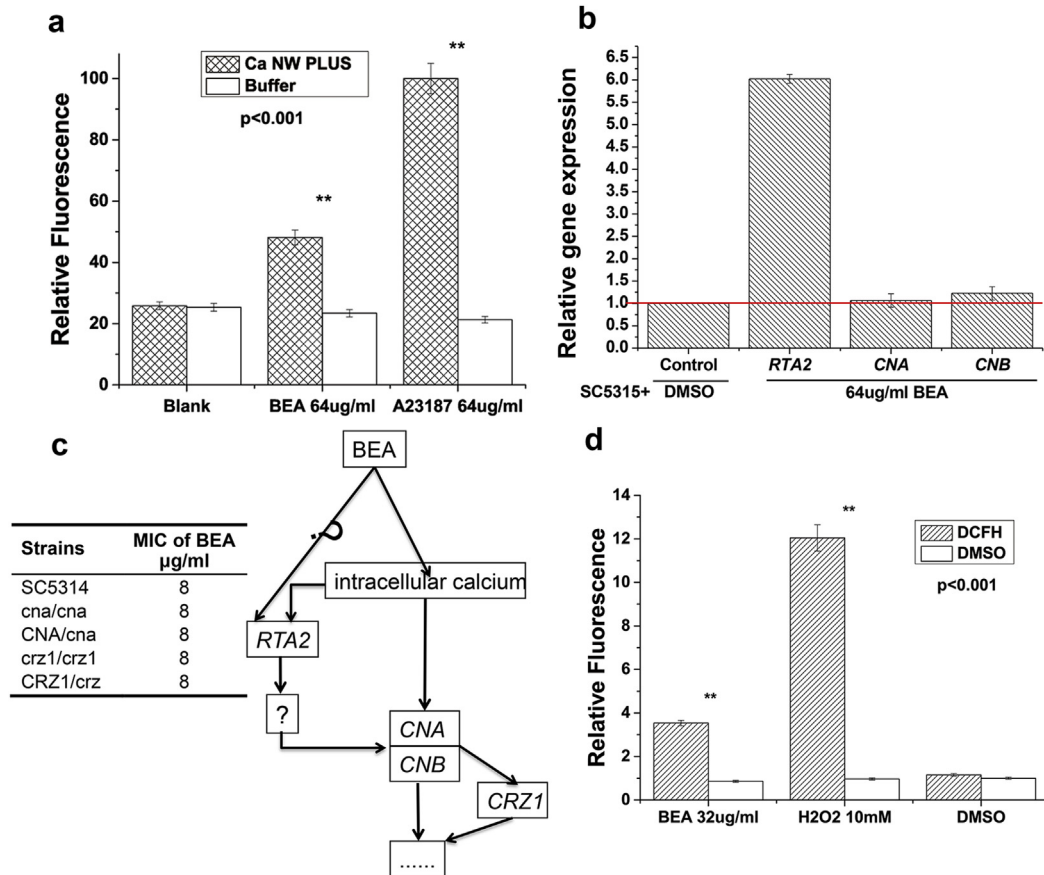 a
Relative Fluorescence
100
80
60
40
20
0
Ca NW PLUS
Buffer
p<0.001
**
**
Blank
BEA 64ug/ml
A23187 64ug/ml
b
Relative gene expression
6.5
6.0
5.5
5.0
4.5
4.0
3.5
3.0
2.5
2.0
1.5
1.0
0.5
0.0
Control
RTA2
CNA
CNB
SC5315+
DMSO
64ug/ml BEA
c
Strains MIC of BEA
µg/ml
SC5314 8
cna/cna 8
CNA/cna 8
crz1/crz1 8
CRZ1/crz 8
BEA
?
intracellular calcium
RTA2
?
CNA
CNB
CRZ1
......
d
Relative Fluorescence
14
12
10
8
6
4
2
0
DCFH
DMSO
p<0.001
**
**
BEA 32ug/ml
H2O2 10mM
DMSO